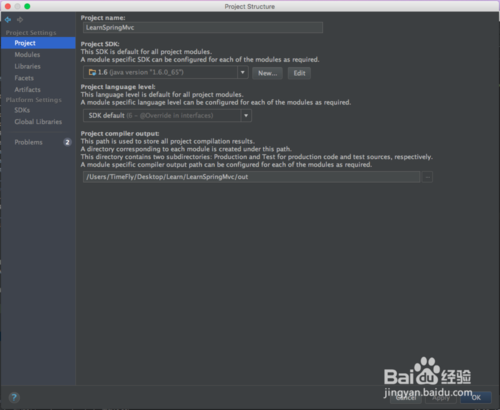 Project Structure
Project Settings
Project
Modules
Libraries
Facets
Artifacts
Platform Settings
SDKs
Global Libraries
Problems 2
Project name:
LearnSpringMvc
Project SDK:
This SDK is default for all project modules.
A module specific SDK can be configured for each of the modules as required.
1.6 (java version "1.6.0_65") New... Edit
Project language level:
This language level is default for all project modules.
A module specific language level can be configured for each of the modules as required.
SDK default (6 - @Override in interfaces)
Project compiler output:
This path is used to store all project compilation results.
A directory corresponding to each module is created under this path.
This directory contains two subdirectories: Production and Test for production code and test sources, respectively.
A module specific compiler output path can be configured for each of the modules as required.
/Users/TimeFly/Desktop/Learn/LearnSpringMvc/out ...
Baidu 经验
jingyan.baidu.com
? Cancel Apply OK